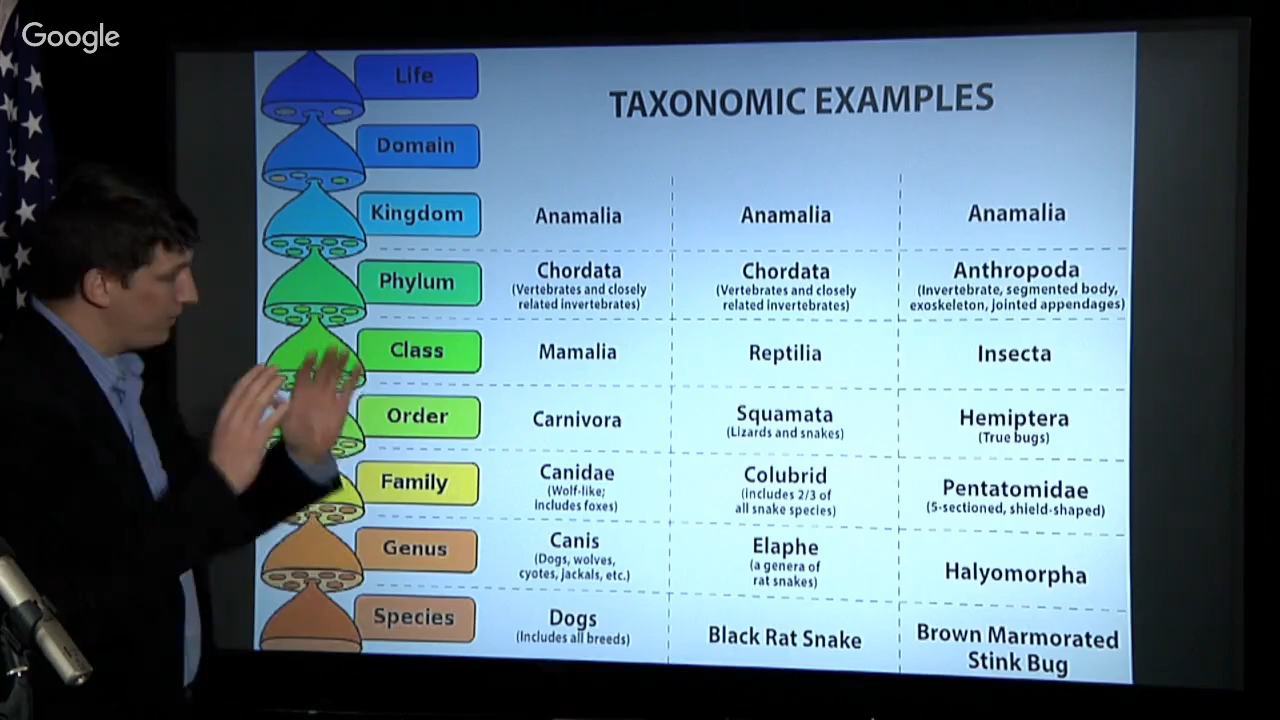 Google
Life
TAXONOMIC EXAMPLES
Domain
Kingdom
Anamalia
Anamalia
Anamalia
Phylum
Chordata
(Vertebrates and closely
related invertebrates)
Chordata
(Vertebrates and closely
related invertebrates)
Anthropoda
(Invertebrate, segmented body,
exoskeleton, jointed appendages)
Class
Mamalia
Reptilia
Insecta
Order
Carnivora
Squamata
(Lizards and snakes)
Hemiptera
(True bugs)
Family
Canidae
(Wolf-like;
includes foxes)
Colubrid
(includes 2/3 of
all snake species)
Pentatomidae
(5-sectioned, shield-shaped)
Genus
Canis
(Dogs, wolves,
cyotes, jackals, etc.)
Elaphe
(a genera of
rat snakes)
Halyomorpha
Species
Dogs
(Includes all breeds)
Black Rat Snake
Brown Marmorated
Stink Bug